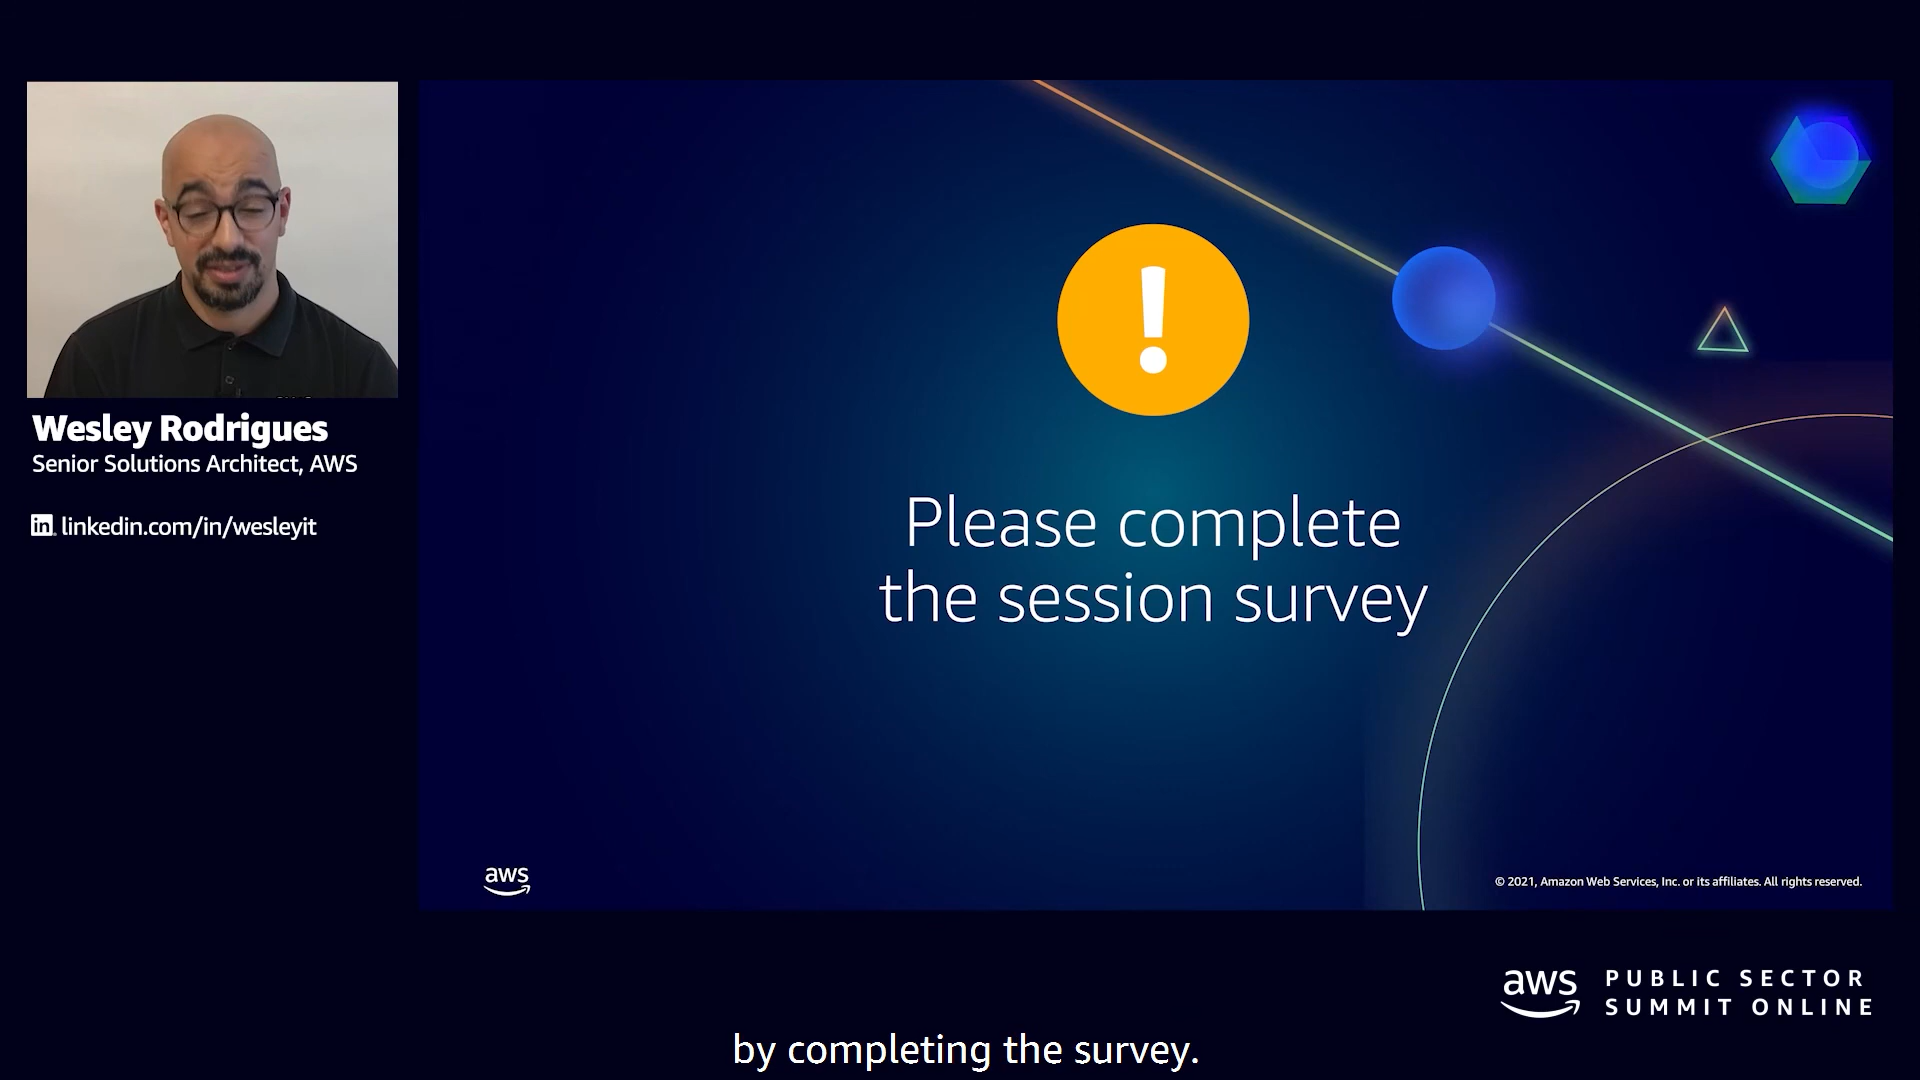 Wesley Rodrigues
Senior Solutions Architect, AWS
in linkedin.com/in/wesleyit
!
Please complete
the session survey
aws
© 2021, Amazon Web Services, Inc. or its affiliates. All rights reserved.
aws PUBLIC SECTOR
SUMMIT ONLINE
by completing the survey.